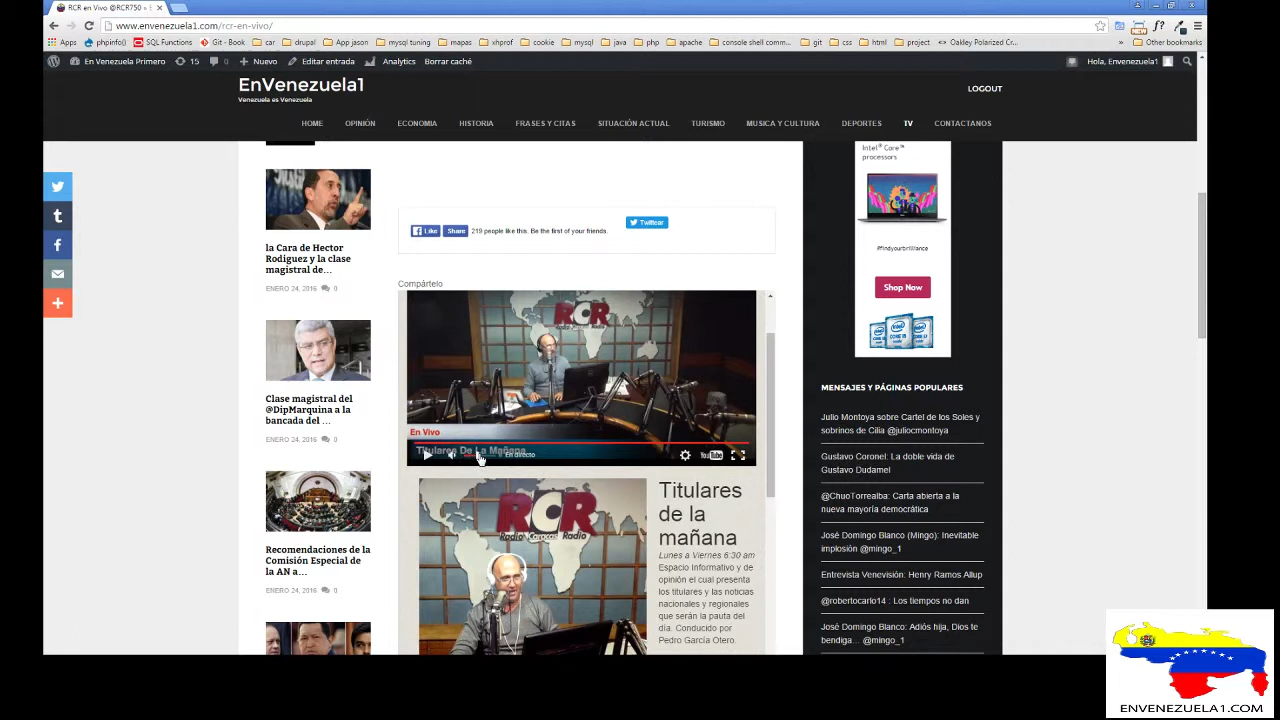 RCR en Vivo @RCR750 » E
www.envenezuela1.com/rcr-en-vivo/
Apps
phpinfo()
SQL Functions
Git - Book
car
drupal
App jason
mysql tuning
mapas
xhprof
cookie
mysql
java
php
apache
console shell comm...
git
css
html
project
Oakley Polarized Cr...
Other bookmarks
En Venezuela Primero
15
0
Nuevo
Editar entrada
Analytics
Borrar caché
Hola, Envenezuela1
EnVenezuela1
Venezuela es Venezuela
LOGOUT
HOME
OPINIÓN
ECONOMIA
HISTORIA
FRASES Y CITAS
SITUACIÓN ACTUAL
TURISMO
MUSICA Y CULTURA
DEPORTES
TV
CONTACTANOS
la Cara de Hector
Rodiguez y la clase
magistral de...
ENERO 24, 2016 0
Clase magistral del
@DipMarquina a la
bancada del ...
ENERO 24, 2016 0
Recomendaciones de la
Comisión Especial de
la AN a...
ENERO 24, 2016 0
Like
Share
219 people like this. Be the first of your friends.
Twittear
Compártelo
RCR
Radio Caracas Radio
En Vivo
Titulares De La Mañana
En directo
YouTube
RCR
Radio Caracas Radio
Titulares
de la
mañana
Lunes a Viernes 6:30 am
Espacio Informativo y de
opinión el cual presenta
los titulares y las noticias
nacionales y regionales
que serán la pauta del
día. Conducido por
Pedro García Otero.
Intel® Core™
processors
#findyourbrilliance
Shop Now
MENSAJES Y PÁGINAS POPULARES
Julio Montoya sobre Cartel de los Soles y
sobrinos de Cilia @juliocmontoya
Gustavo Coronel: La doble vida de
Gustavo Dudamel
@ChuoTorrealba: Carta abierta a la
nueva mayoría democrática
José Domingo Blanco (Mingo): Inevitable
implosión @mingo_1
Entrevista Venevisión: Henry Ramos Allup
@robertocarlo14 : Los tiempos no dan
José Domingo Blanco: Adiós hija, Dios te
bendiga... @mingo_1
ENVENEZUELA1.COM